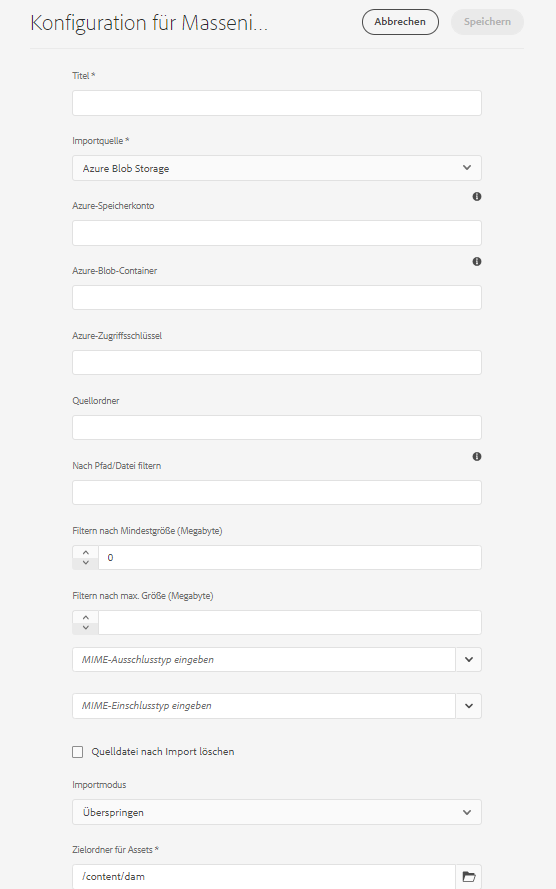 Konfiguration für Masseni...
Abbrechen
Speichern
Titel *
Importquelle *
Azure Blob Storage
Azure-Speicherkonto
Azure-Blob-Container
Azure-Zugriffsschlüssel
Quellordner
Nach Pfad/Datei filtern
Filtern nach Mindestgröße (Megabyte)
0
Filtern nach max. Größe (Megabyte)
MIME-Ausschlusstyp eingeben
MIME-Einschlusstyp eingeben
Quelldatei nach Import löschen
Importmodus
Überspringen
Zielordner für Assets *
/content/dam